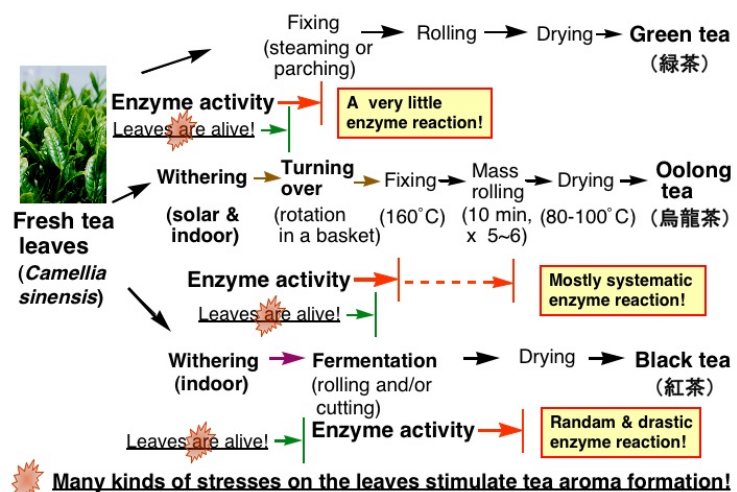 Fixing
(steaming or
parching)
Rolling
Drying
Green tea
(緑茶)
Enzyme activity
Leaves are alive!
A very little
enzyme reaction!
Fresh tea
leaves
(Camellia
sinensis)
Withering
(solar &
indoor)
Turning
over
(rotation
in a basket)
Fixing
(160°C)
Mass
rolling
(10 min,
x 5~6)
Drying
(80-100°C)
Oolong
tea
(烏龍茶)
Enzyme activity
Leaves are alive!
Mostly systematic
enzyme reaction!
Withering
(indoor)
Fermentation
(rolling and/or
cutting)
Drying
Black tea
(紅茶)
Leaves are alive!
Enzyme activity
Randam & drastic
enzyme reaction!
Many kinds of stresses on the leaves stimulate tea aroma formation!